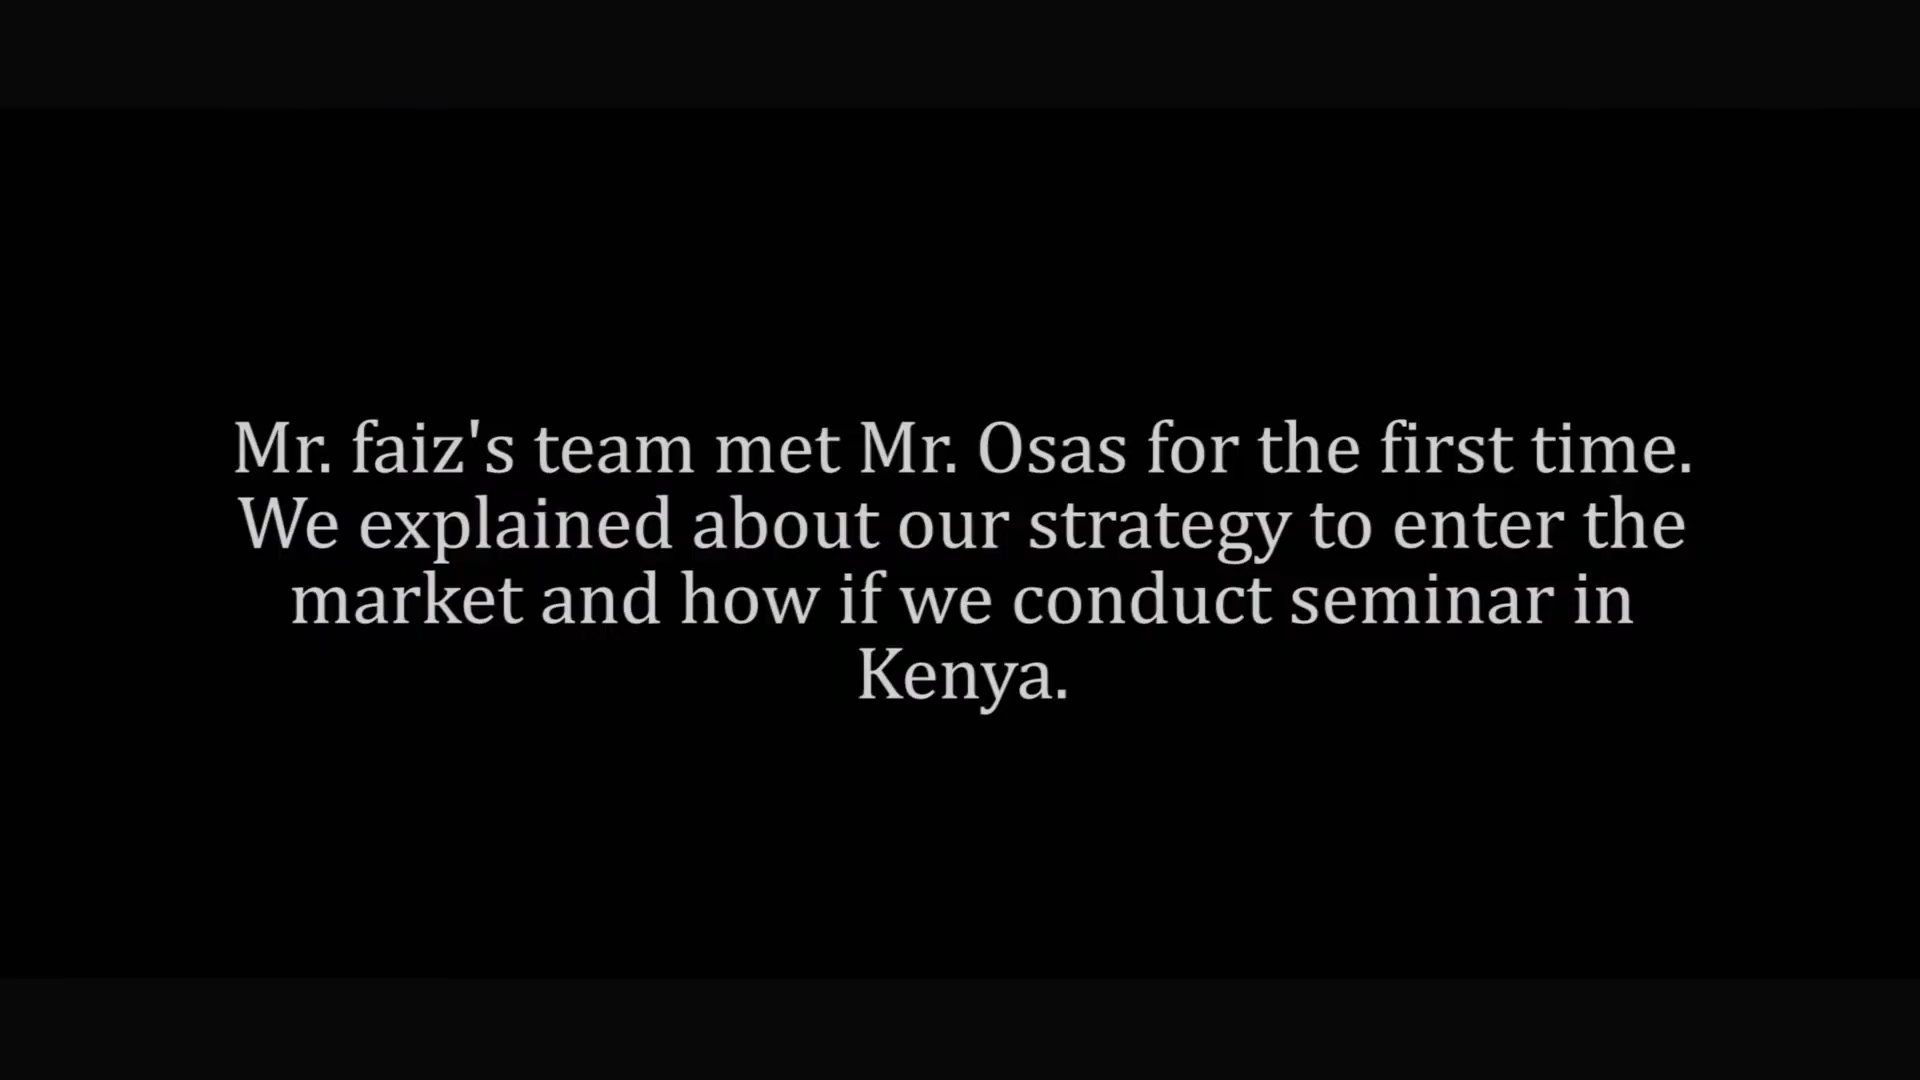 Mr. faiz's team met Mr. Osas for the first time.
We explained about our strategy to enter the
market and how if we conduct seminar in
Kenya.